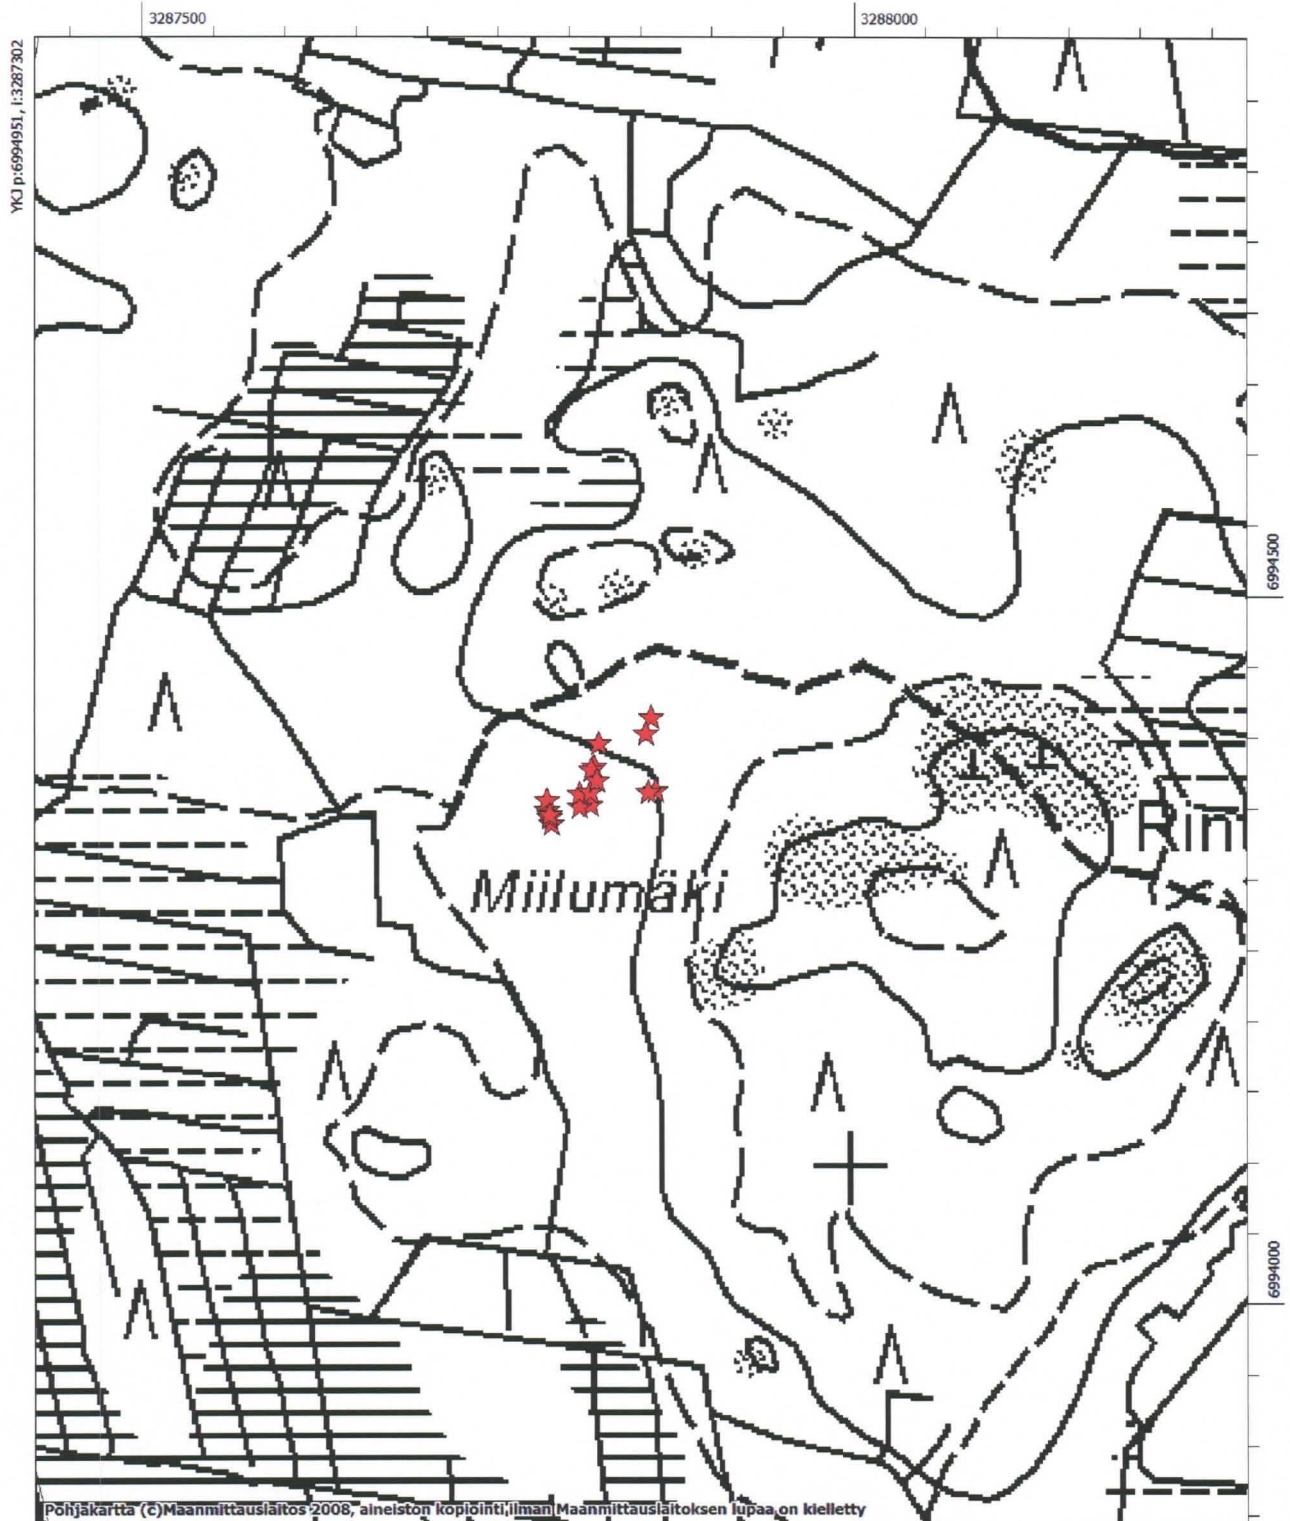 3287500
3288000
YKJ p:6994951, I:3287302
6994500
Rin
Miilumäki
6994000
Pohjakartta (c)Maanmittauslaitos 2008, aineiston kopiointi ilman Maanmittauslaitoksen lupaa on kielletty